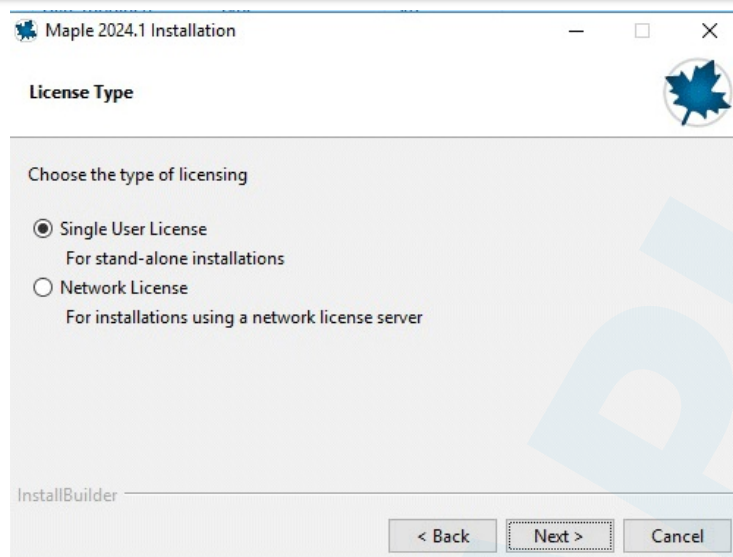 Maple 2024.1 Installation
License Type
Choose the type of licensing
Single User License
For stand-alone installations
Network License
For installations using a network license server
InstallBuilder
< Back Next > Cancel